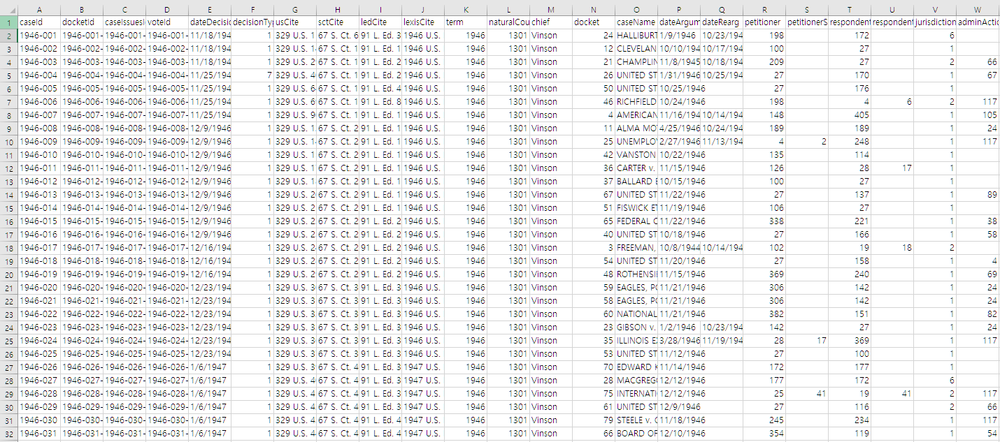 A B C D E F G H I J K L M N O P Q R S T U V W
1 caseId docketId caseIssuesI voteId dateDecisio decisionTy usCite sctCite ledCite lexisCite term naturalCou chief docket caseName dateArgum dateRearg petitioner petitionerS respondent respondent jurisdiction adminActio
2 1946-001 1946-001- 1946-001- 1946-001- 11/18/194 1 329 U.S. 1 67 S. Ct. 6 91 L. Ed. 3 1946 U.S. 1946 1301 Vinson 24 HALLIBURT 1/9/1946 10/23/194 198 172 6
3 1946-002 1946-002- 1946-002- 1946-002- 11/18/194 1 329 U.S. 1 67 S. Ct. 1 91 L. Ed. 1 1946 U.S. 1946 1301 Vinson 12 CLEVELAN 10/10/194 10/17/194 100 27 1
4 1946-003 1946-003- 1946-003- 1946-003- 11/18/194 1 329 U.S. 2 67 S. Ct. 1 91 L. Ed. 2 1946 U.S. 1946 1301 Vinson 21 CHAMPLIN 11/8/1945 10/18/194 209 27 2 66
5 1946-004 1946-004- 1946-004- 1946-004- 11/25/194 7 329 U.S. 4 67 S. Ct. 1 91 L. Ed. 2 1946 U.S. 1946 1301 Vinson 26 UNITED ST 1/31/1946 10/25/194 27 170 1 67
6 1946-005 1946-005- 1946-005- 1946-005- 11/25/194 1 329 U.S. 6 67 S. Ct. 1 91 L. Ed. 4 1946 U.S. 1946 1301 Vinson 50 UNITED ST 10/25/1946 27 176 1
7 1946-006 1946-006- 1946-006- 1946-006- 11/25/194 1 329 U.S. 6 67 S. Ct. 1 91 L. Ed. 8 1946 U.S. 1946 1301 Vinson 46 RICHFIELD 10/24/1946 198 4 6 2 117
8 1946-007 1946-007- 1946-007- 1946-007- 11/25/194 1 329 U.S. 9 67 S. Ct. 1 91 L. Ed. 1 1946 U.S. 1946 1301 Vinson 4 AMERICAN 11/16/194 10/14/194 148 405 1 105
9 1946-008 1946-008- 1946-008- 1946-008- 12/9/1946 1 329 U.S. 1 67 S. Ct. 2 91 L. Ed. 1 1946 U.S. 1946 1301 Vinson 11 ALMA MO 4/25/1946 10/24/194 189 189 1 24
10 1946-009 1946-009- 1946-009- 1946-009- 12/9/1946 1 329 U.S. 1 67 S. Ct. 2 91 L. Ed. 1 1946 U.S. 1946 1301 Vinson 25 UNEMPLOY 2/27/1946 11/13/194 4 2 248 1 117
11 1946-010 1946-010- 1946-010- 1946-010- 12/9/1946 1 329 U.S. 1 67 S. Ct. 2 91 L. Ed. 1 1946 U.S. 1946 1301 Vinson 42 VANSTON 10/22/1946 135 114 1
12 1946-011 1946-011- 1946-011- 1946-011- 12/9/1946 1 329 U.S. 1 67 S. Ct. 2 91 L. Ed. 1 1946 U.S. 1946 1301 Vinson 36 CARTER v. 11/15/1946 126 28 17 1
13 1946-012 1946-012- 1946-012- 1946-012- 12/9/1946 1 329 U.S. 1 67 S. Ct. 2 91 L. Ed. 1 1946 U.S. 1946 1301 Vinson 37 BALLARD E 10/15/1946 100 27 1
14 1946-013 1946-013- 1946-013- 1946-013- 12/9/1946 1 329 U.S. 2 67 S. Ct. 2 91 L. Ed. 2 1946 U.S. 1946 1301 Vinson 67 UNITED ST 11/22/1946 27 137 1 89
15 1946-014 1946-014- 1946-014- 1946-014- 12/9/1946 1 329 U.S. 2 67 S. Ct. 2 91 L. Ed. 1 1946 U.S. 1946 1301 Vinson 51 FISWICK ET 11/19/1946 106 27 1
16 1946-015 1946-015- 1946-015- 1946-015- 12/9/1946 1 329 U.S. 2 67 S. Ct. 2 91 L. Ed. 2 1946 U.S. 1946 1301 Vinson 65 FEDERAL C 11/22/1946 338 221 1 38
17 1946-016 1946-016- 1946-016- 1946-016- 12/9/1946 1 329 U.S. 2 67 S. Ct. 2 91 L. Ed. 2 1946 U.S. 1946 1301 Vinson 40 UNITED ST 10/18/1946 27 166 1 58
18 1946-017 1946-017- 1946-017- 1946-017- 12/16/194 1 329 U.S. 2 67 S. Ct. 2 91 L. Ed. 2 1946 U.S. 1946 1301 Vinson 3 FREEMAN, 10/8/1944 10/14/194 102 19 18 2
19 1946-018 1946-018- 1946-018- 1946-018- 12/16/194 1 329 U.S. 2 67 S. Ct. 2 91 L. Ed. 2 1946 U.S. 1946 1301 Vinson 54 UNITED ST 11/20/1946 27 158 1 4
20 1946-019 1946-019- 1946-019- 1946-019- 12/16/194 1 329 U.S. 2 67 S. Ct. 2 91 L. Ed. 2 1946 U.S. 1946 1301 Vinson 48 ROTHENSI 11/15/1946 369 240 1 69
21 1946-020 1946-020- 1946-020- 1946-020- 12/23/194 1 329 U.S. 3 67 S. Ct. 3 91 L. Ed. 3 1946 U.S. 1946 1301 Vinson 59 EAGLES, PO 11/21/1946 306 142 1 24
22 1946-021 1946-021- 1946-021- 1946-021- 12/23/194 1 329 U.S. 3 67 S. Ct. 3 91 L. Ed. 3 1946 U.S. 1946 1301 Vinson 58 EAGLES, PO 11/21/1946 306 142 1 24
23 1946-022 1946-022- 1946-022- 1946-022- 12/23/194 1 329 U.S. 3 67 S. Ct. 3 91 L. Ed. 3 1946 U.S. 1946 1301 Vinson 60 NATIONAL 11/21/1946 382 151 1 82
24 1946-023 1946-023- 1946-023- 1946-023- 12/23/194 1 329 U.S. 3 67 S. Ct. 3 91 L. Ed. 3 1946 U.S. 1946 1301 Vinson 23 GIBSON v. 1/2/1946 10/23/194 142 27 1 24
25 1946-024 1946-024- 1946-024- 1946-024- 12/23/194 1 329 U.S. 3 67 S. Ct. 3 91 L. Ed. 3 1946 U.S. 1946 1301 Vinson 35 ILLINOIS E 3/28/1946 11/19/194 28 17 369 1 117
26 1946-025 1946-025- 1946-025- 1946-025- 12/23/194 1 329 U.S. 3 67 S. Ct. 3 91 L. Ed. 3 1946 U.S. 1946 1301 Vinson 53 UNITED ST 11/12/1946 27 100 1
27 1946-026 1946-026- 1946-026- 1946-026- 1/6/1947 1 329 U.S. 3 67 S. Ct. 4 91 L. Ed. 3 1947 U.S. 1946 1301 Vinson 70 EDWARD K 11/14/1946 172 177 1
28 1946-027 1946-027- 1946-027- 1946-027- 1/6/1947 1 329 U.S. 4 67 S. Ct. 4 91 L. Ed. 3 1947 U.S. 1946 1301 Vinson 28 MACGREG 12/12/1946 177 172 6
29 1946-028 1946-028- 1946-028- 1946-028- 1/6/1947 1 329 U.S. 4 67 S. Ct. 4 91 L. Ed. 3 1947 U.S. 1946 1301 Vinson 75 INTERNATI 12/12/1946 25 41 19 41 2 117
30 1946-029 1946-029- 1946-029- 1946-029- 1/6/1947 1 329 U.S. 4 67 S. Ct. 4 91 L. Ed. 3 1947 U.S. 1946 1301 Vinson 61 UNITED ST 12/9/1946 27 116 2 66
31 1946-030 1946-030- 1946-030- 1946-030- 1/6/1947 1 329 U.S. 4 67 S. Ct. 4 91 L. Ed. 4 1947 U.S. 1946 1301 Vinson 79 STEELE v. 11/18/1946 245 234 1 117
32 1946-031 1946-031- 1946-031- 1946-031- 1/6/1947 1 329 U.S. 4 67 S. Ct. 4 91 L. Ed. 4 1947 U.S. 1946 1301 Vinson 66 BOARD OF 12/10/1946 354 119 1 54